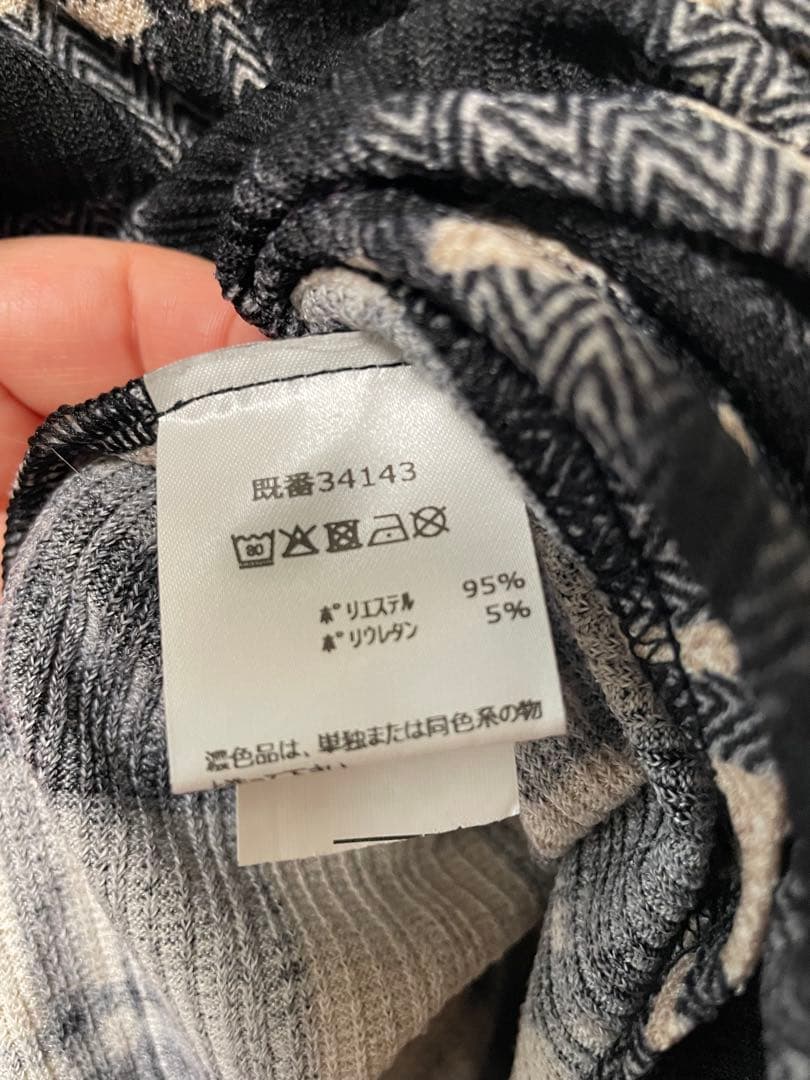 既番34143
80
ポリエステル 95%
ポリウレタン 5%
濃色品は、単独または同色系の物